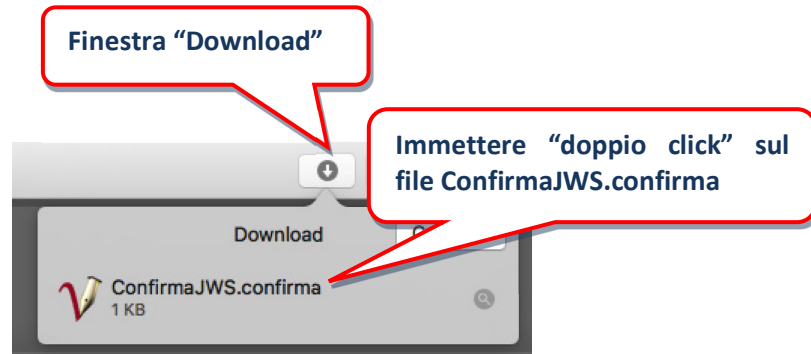 Finestra “Download”
Immettere “doppio click” sul
file ConfirmaJWS.confirma
Download
ConfirmaJWS.confirma
1 KB